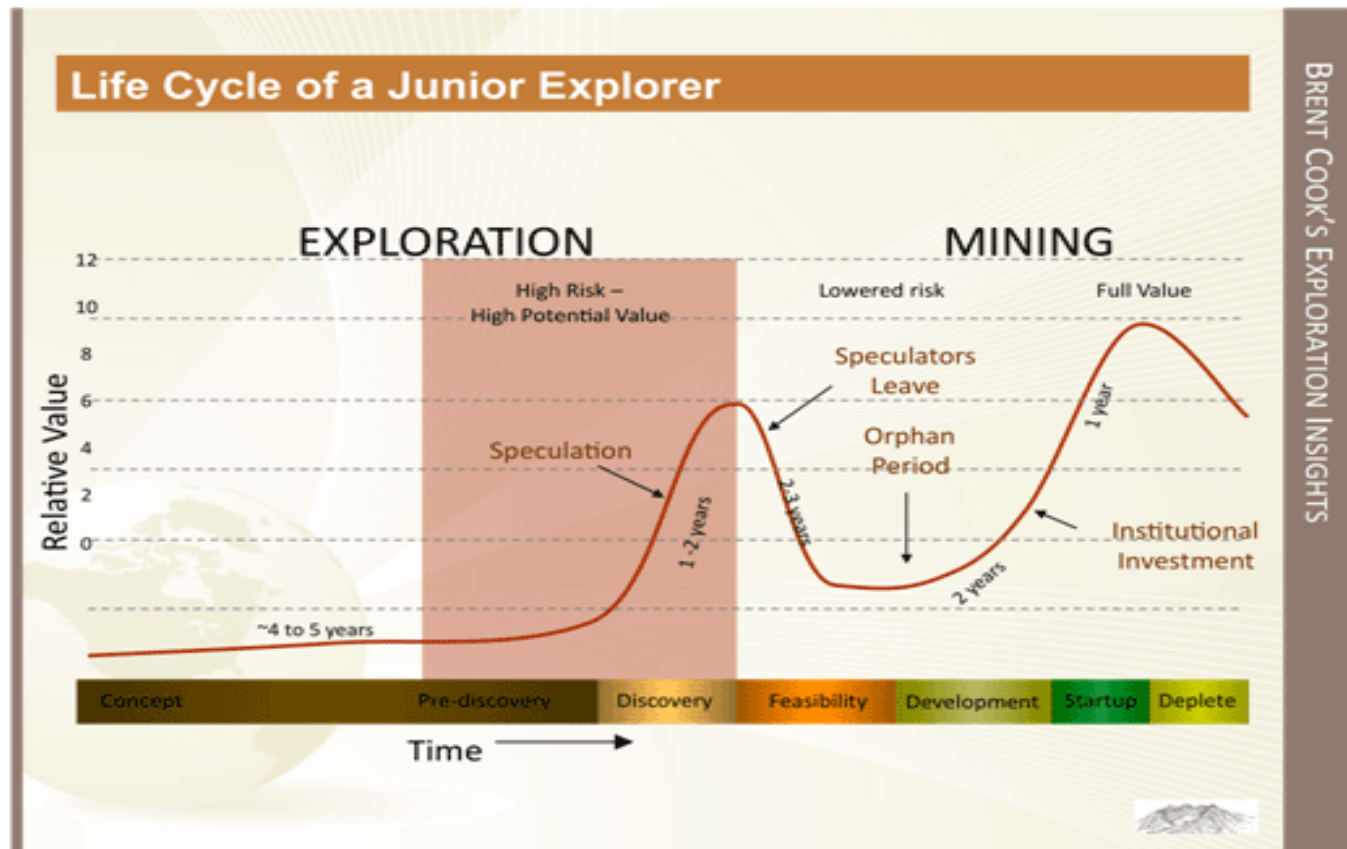 Life Cycle of a Junior Explorer
BRENT COOK'S EXPLORATION INSIGHTS
EXPLORATION
MINING
High Risk –
High Potential Value
Lowered risk
Full Value
Relative Value
12
10
8
6
4
2
0
Speculation
Speculators
Leave
Orphan
Period
Institutional
Investment
~4 to 5 years
1 -2 years
2-3 years
2 years
1 year
Concept
Pre-discovery
Discovery
Feasibility
Development
Startup
Deplete
Time